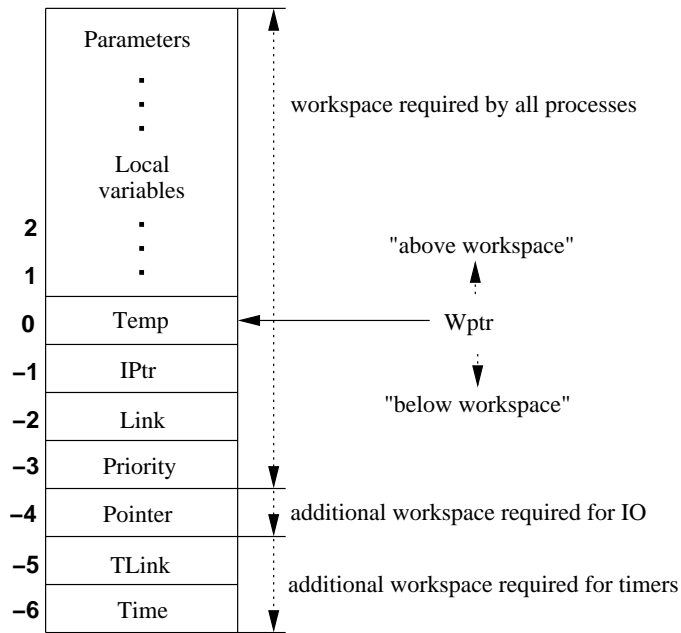 Parameters
workspace required by all processes
Local
variables
2
"above workspace"
1
0 Temp Wptr
−1 IPtr
"below workspace"
−2 Link
−3 Priority
−4 Pointer additional workspace required for IO
−5 TLink
additional workspace required for timers
−6 Time